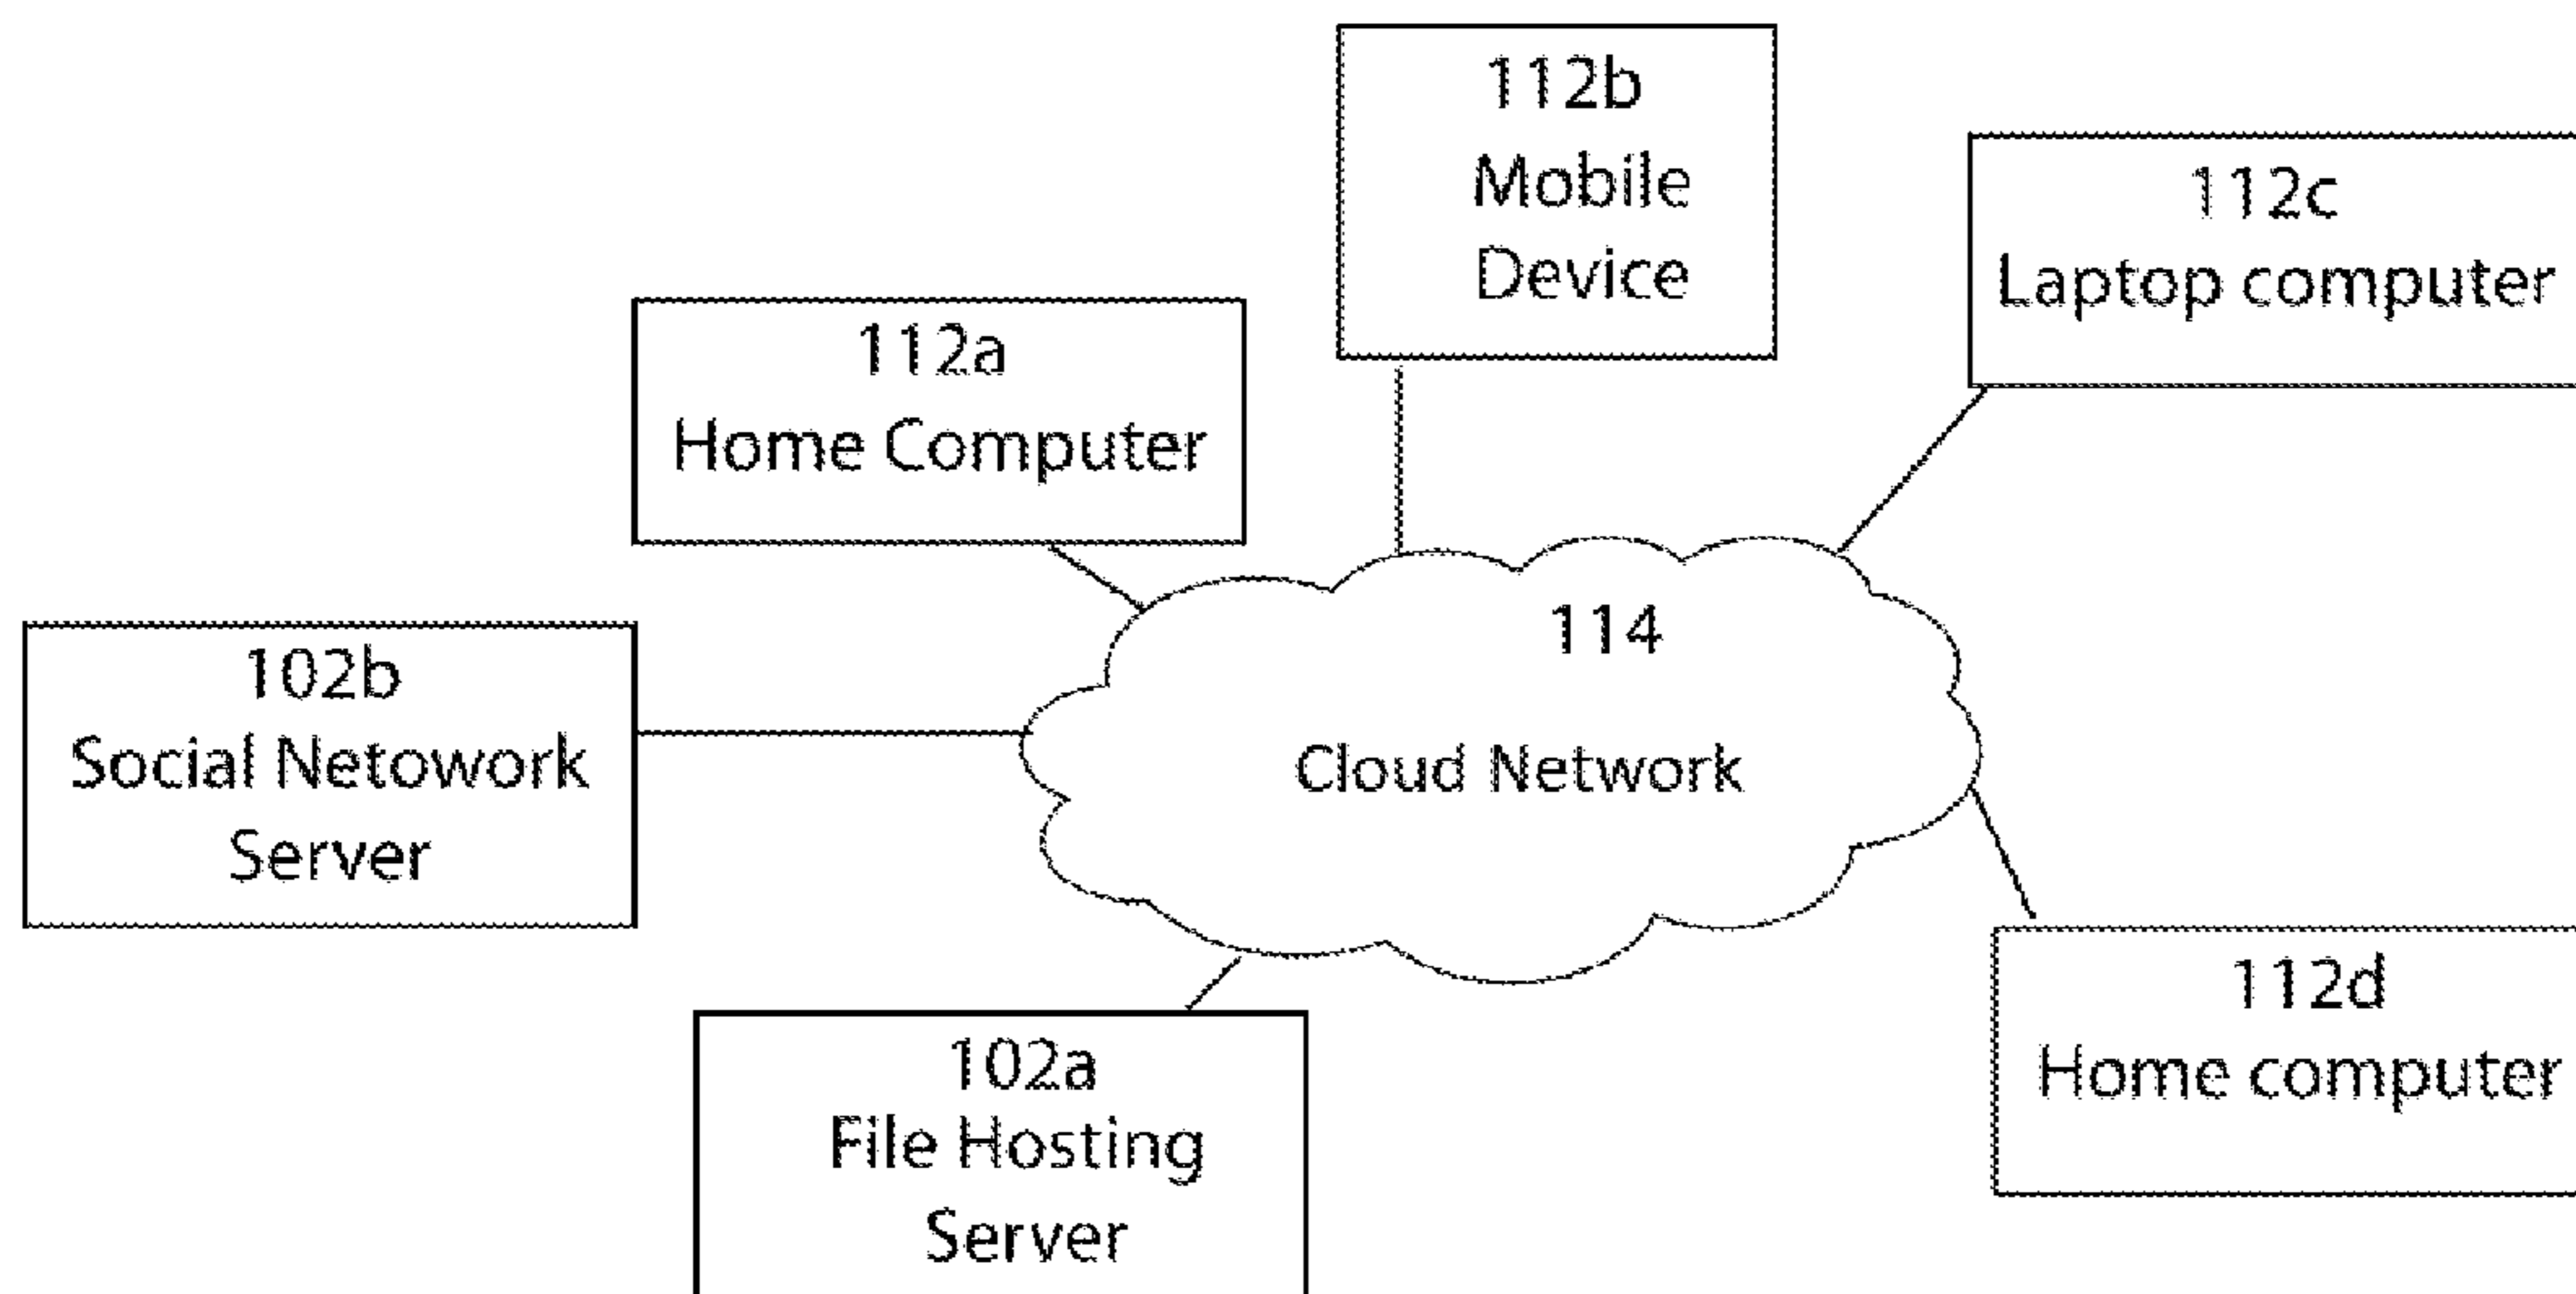 112b
Mobile
Device
112c
Laptop computer
112a
Home Computer
114
Cloud Network
102b
Social Netowork
Server
112d
Home computer
102a
File Hosting
Server